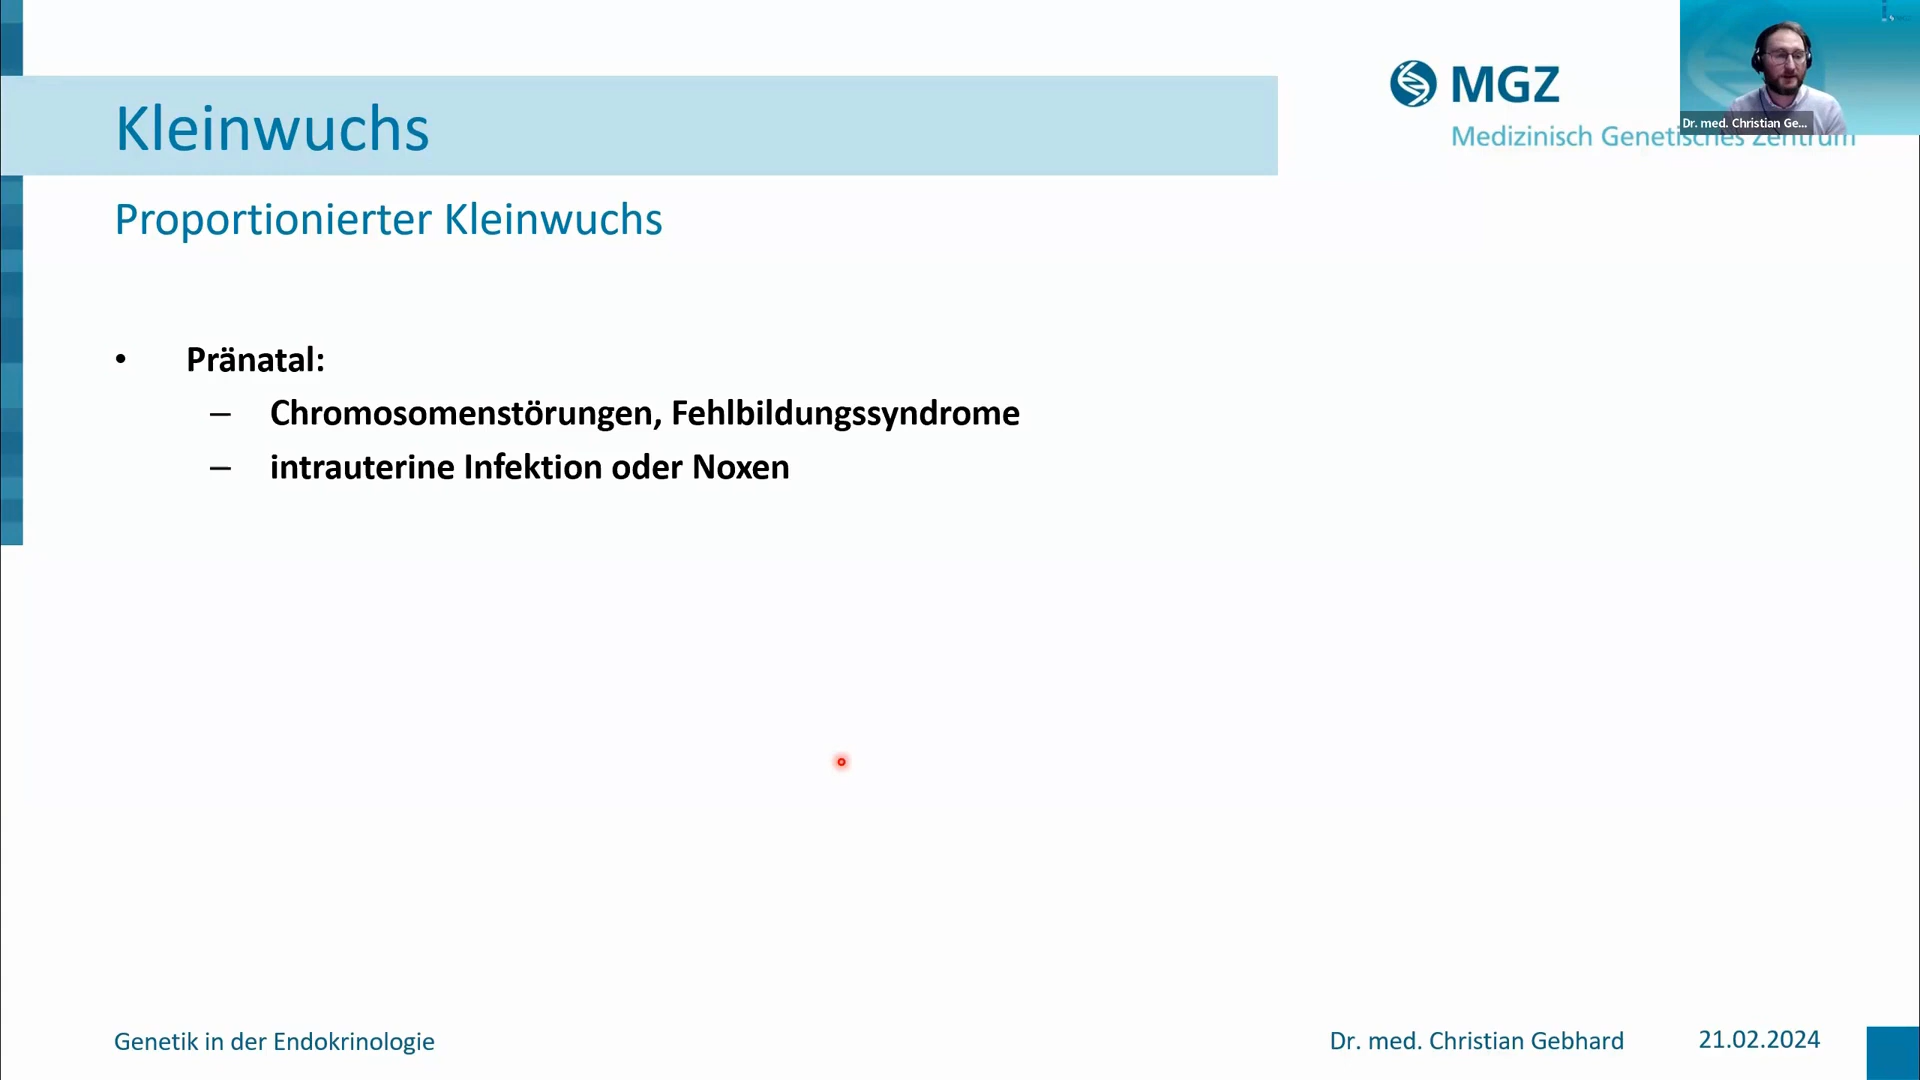 Kleinwuchs
MGZ
Medizinisch Genetisches Zentrum
Dr. med. Christian Ge...
Proportionierter Kleinwuchs
• Pränatal:
– Chromosomenstörungen, Fehlbildungssyndrome
– intrauterine Infektion oder Noxen
Genetik in der Endokrinologie
Dr. med. Christian Gebhard
21.02.2024